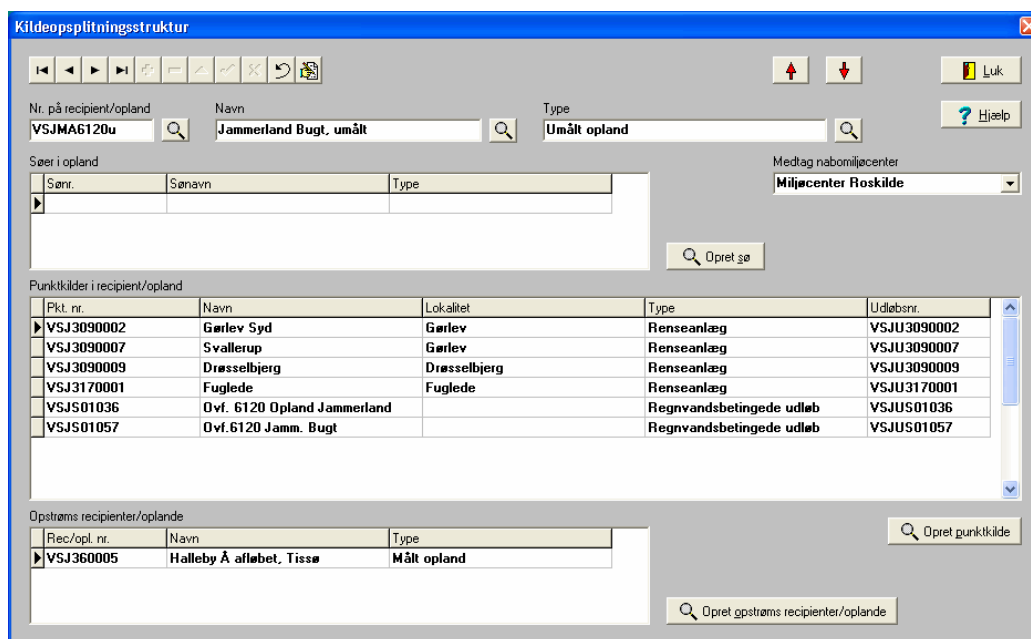 Kildeopsplitningsstruktur
Luk
Nr. på recipient/opland Navn Type
VSJMA6120u Jammerland Bugt, umålt Umålt opland
Hjælp
Søer i opland Medtag nabomiljøcenter
Sønr. Sønavn Type Miljøcenter Roskilde
Opret sø
Punktkilder i recipient/opland
Pkt. nr. Navn Lokalitet Type Udløbsnr.
VSJ3090002 Gørlev Syd Gørlev Renseanlæg VSJU3090002
VSJ3090007 Svallerup Gørlev Renseanlæg VSJU3090007
VSJ3090009 Drøsselbjerg Drøsselbjerg Renseanlæg VSJU3090009
VSJ3170001 Fuglede Fuglede Renseanlæg VSJU3170001
VSJS01036 Ovf. 6120 Opland Jammerland Regnvandsbetingede udløb VSJUS01036
VSJS01057 Ovf.6120 Jamm. Bugt Regnvandsbetingede udløb VSJUS01057
Opstrøms recipienter/oplande
Rec/opl. nr. Navn Type Opret punktkilde
VSJ360005 Halleby Å afløbet, Tissø Målt opland
Opret opstrøms recipienter/oplande